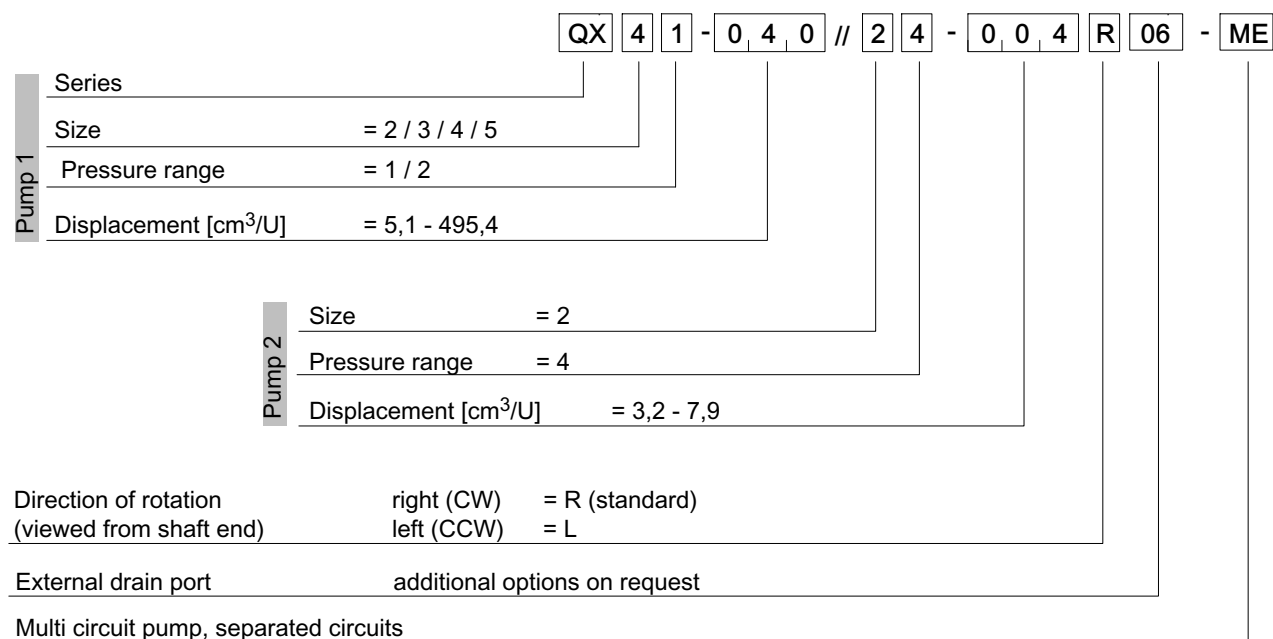 QX 4 1 - 0 4 0 // 2 4 - 0 0 4 R 06 - ME
Pump 1
Series
Size = 2 / 3 / 4 / 5
Pressure range = 1 / 2
Displacement [cm³/U] = 5,1 - 495,4
Pump 2
Size = 2
Pressure range = 4
Displacement [cm³/U] = 3,2 - 7,9
Direction of rotation right (CW) = R (standard)
(viewed from shaft end) left (CCW) = L
External drain port additional options on request
Multi circuit pump, separated circuits